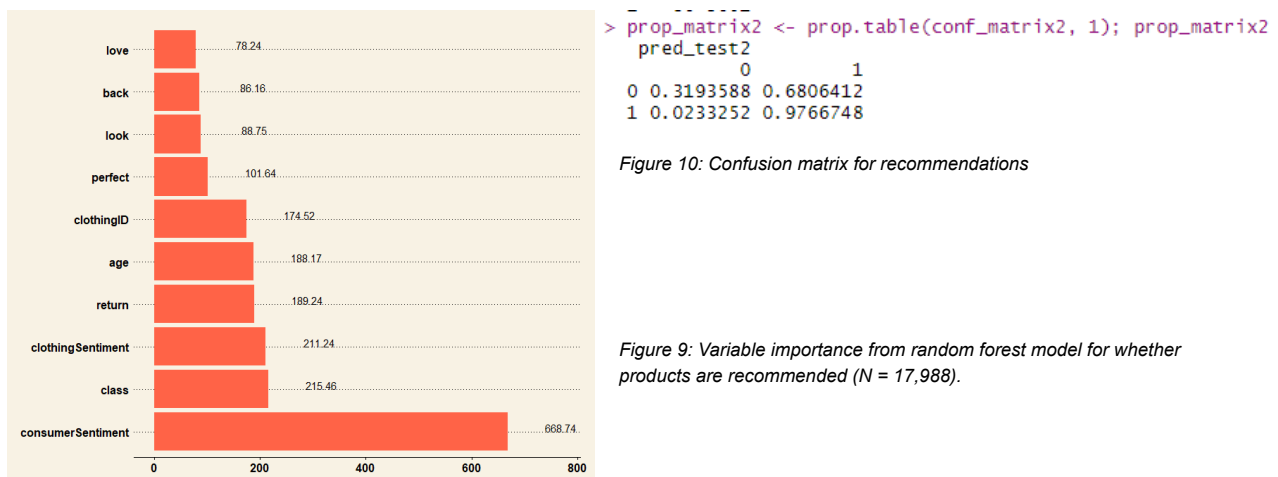 love 78.24
back 86.16
look 88.75
perfect 101.64
clothingID 174.52
age 188.17
return 189.24
clothingSentiment 211.24
class 215.46
consumerSentiment 668.74
0 200 400 600 800
> prop_matrix2 <- prop.table(conf_matrix2, 1); prop_matrix2
pred_test2
0 1
0 0.3193588 0.6806412
1 0.0233252 0.9766748
Figure 10: Confusion matrix for recommendations
Figure 9: Variable importance from random forest model for whether
products are recommended (N = 17,988).